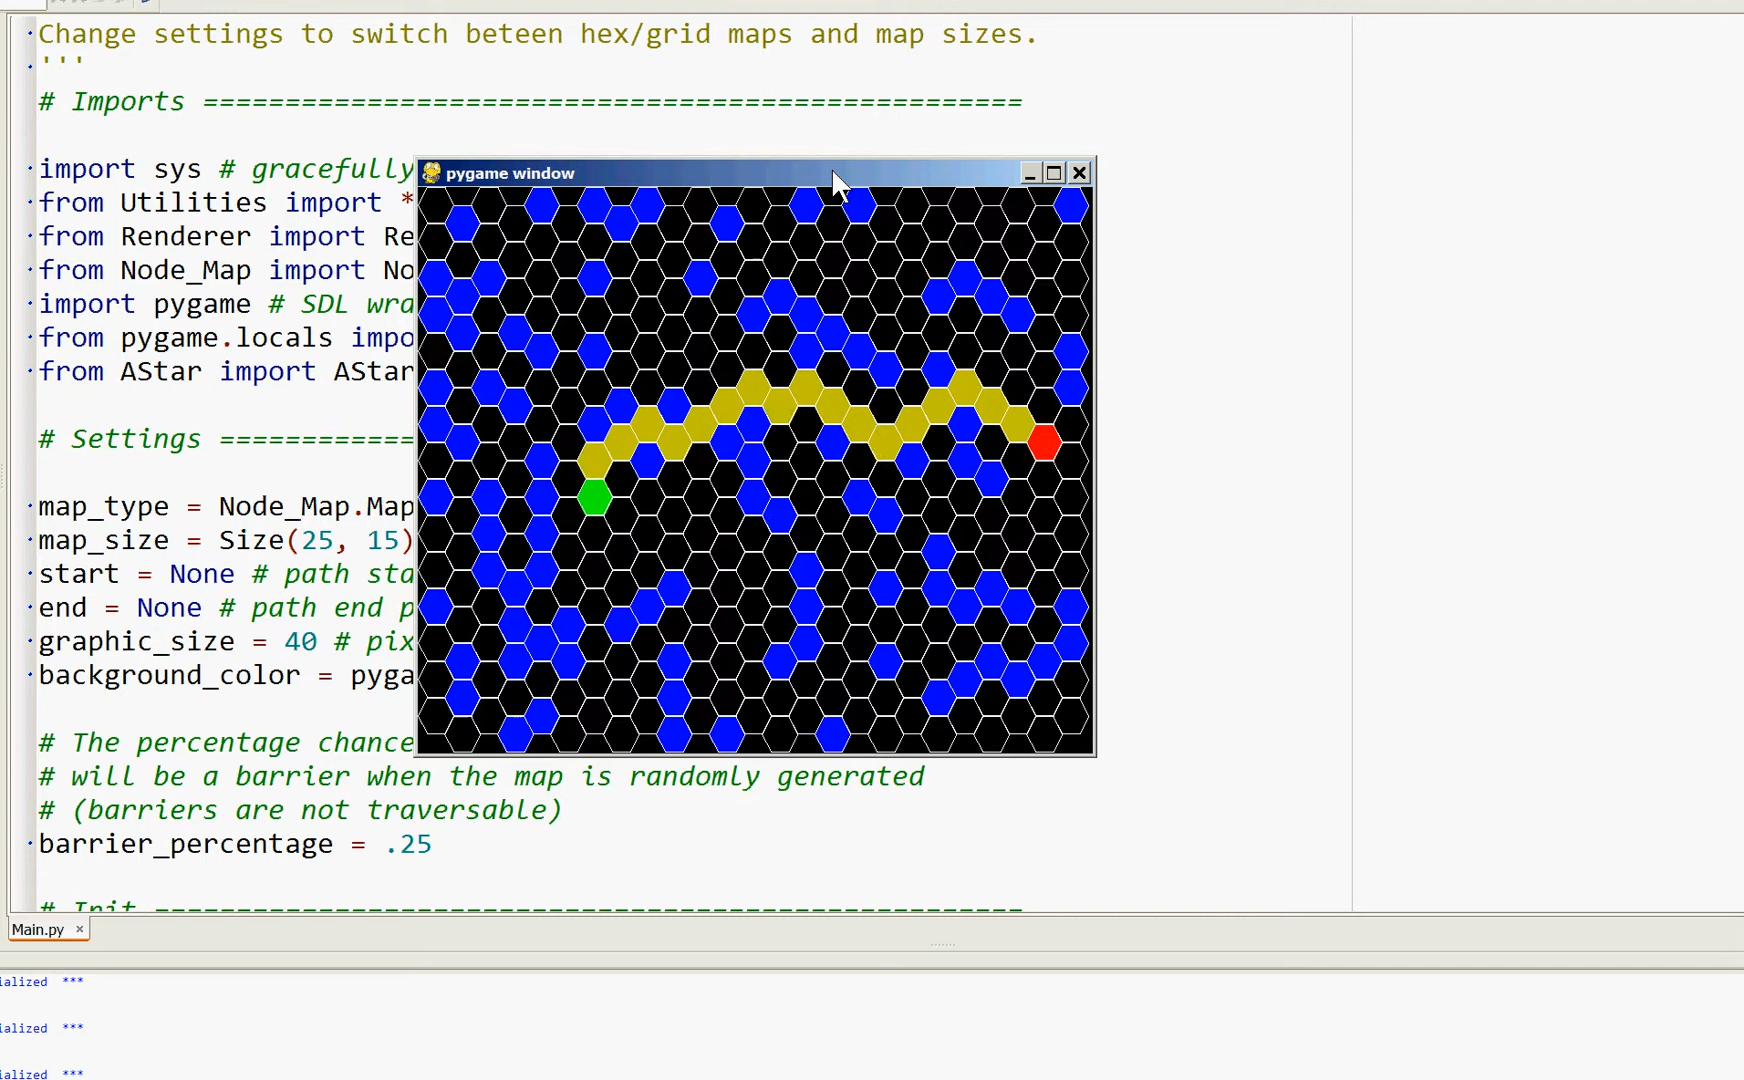 Change settings to switch beteen hex/grid maps and map sizes.
'''
# Imports ==================================================
import sys # gracefully
from Utilities import *
from Renderer import Re
from Node_Map import No
import pygame # SDL wra
from pygame.locals impo
from AStar import AStar
pygame window
# Settings ============
map_type = Node_Map.Map
map_size = Size(25, 15)
start = None # path sta
end = None # path end p
graphic_size = 40 # pix
background_color = pyga
# The percentage chance
# will be a barrier when the map is randomly generated
# (barriers are not traversable)
barrier_percentage = .25
# Init =====================================================
Main.py
ialized ***
ialized ***
ialized ***